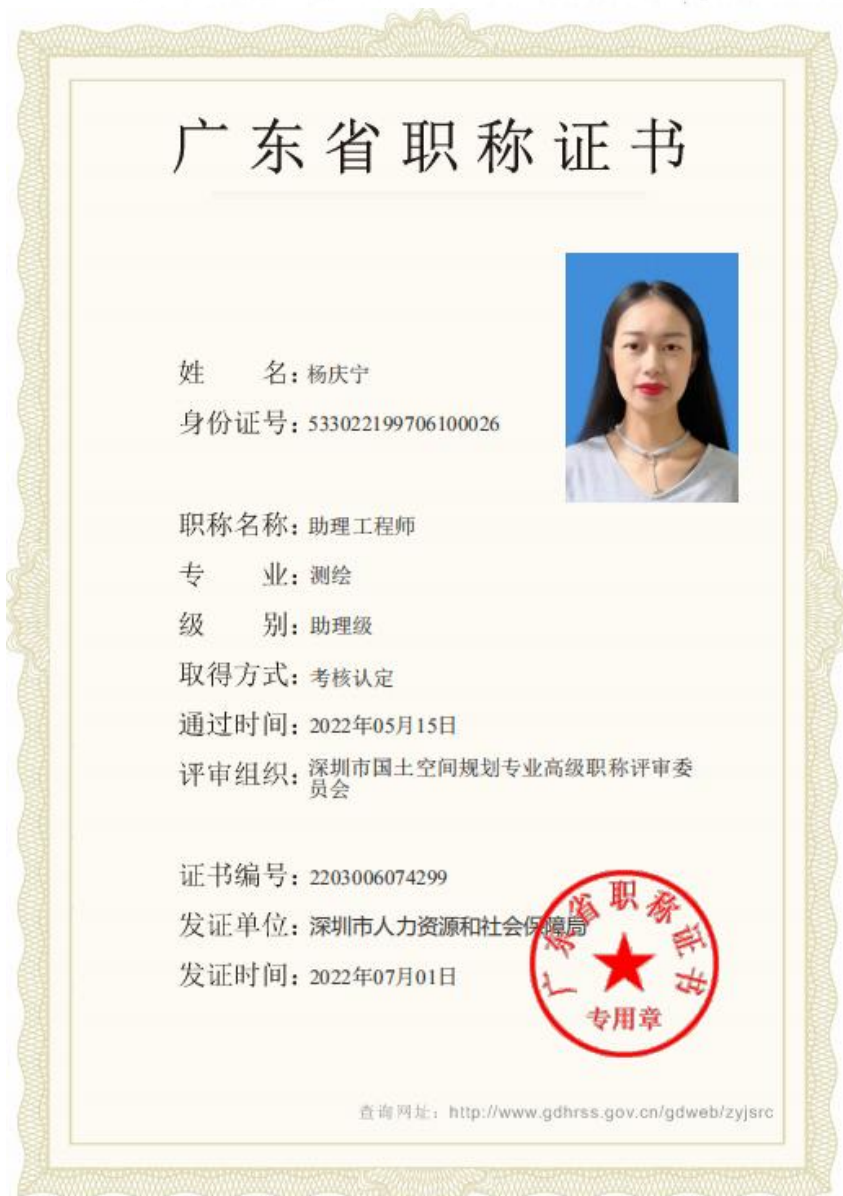 广东省职称证书
姓 名：杨庆宁
身份证号：533022199706100026
职称名称：助理工程师
专 业：测绘
级 别：助理级
取得方式：考核认定
通过时间：2022年05月15日
评审组织：深圳市国土空间规划专业高级职称评审委
员会
证书编号：2203006074299
发证单位：深圳市人力资源和社会保障局
发证时间：2022年07月01日
广东省职称证书
专用章
查询网址：http://www.gdhrss.gov.cn/gdweb/zyjsrc